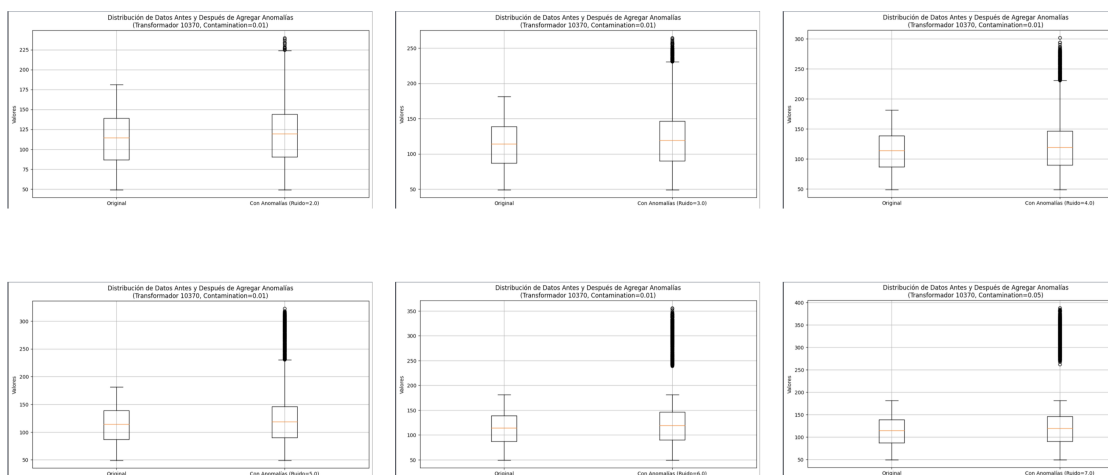 Distribución de Datos Antes y Después de Agregar Anomalías
(Transformador 10370, Contamination=0.01)
225
200
175
150
125
100
75
50
Valores
Original
Con Anomalías (Ruido=2.0)
Distribución de Datos Antes y Después de Agregar Anomalías
(Transformador 10370, Contamination=0.01)
250
200
150
100
50
Valores
Original
Con Anomalías (Ruido=3.0)
Distribución de Datos Antes y Después de Agregar Anomalías
(Transformador 10370, Contamination=0.01)
300
250
200
150
100
50
Valores
Original
Con Anomalías (Ruido=4.0)
Distribución de Datos Antes y Después de Agregar Anomalías
(Transformador 10370, Contamination=0.01)
300
250
200
150
100
50
Valores
Original
Con Anomalías (Ruido=5.0)
Distribución de Datos Antes y Después de Agregar Anomalías
(Transformador 10370, Contamination=0.01)
350
300
250
200
150
100
50
Valores
Original
Con Anomalías (Ruido=6.0)
Distribución de Datos Antes y Después de Agregar Anomalías
(Transformador 10370, Contamination=0.05)
400
350
300
250
200
150
100
50
Valores
Original
Con Anomalías (Ruido=7.0)